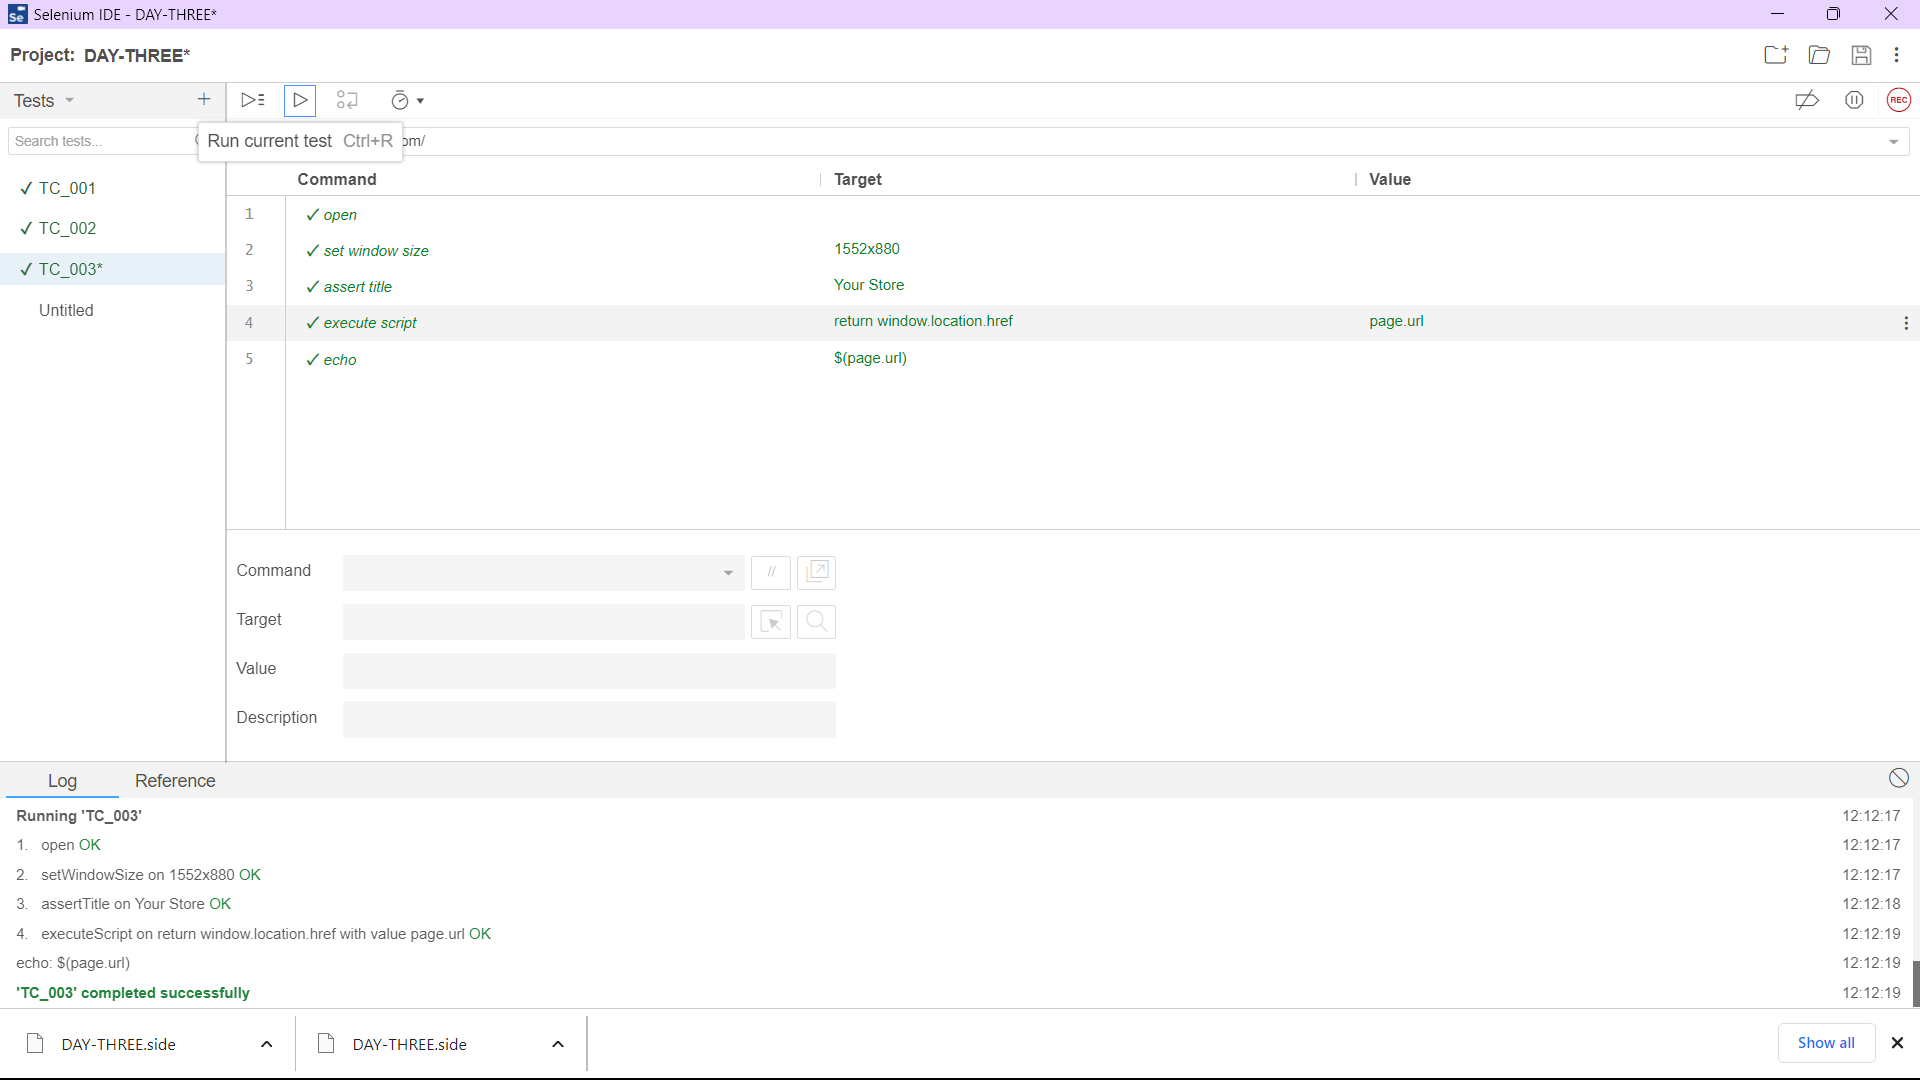 Selenium IDE - DAY-THREE*
Project: DAY-THREE*
Tests
REC
Search tests...
Run current test Ctrl+R
om/
Command Target Value
✓ TC_001
✓ TC_002
✓ TC_003*
Untitled
1 ✓ open
2 ✓ set window size 1552x880
3 ✓ assert title Your Store
4 ✓ execute script return window.location.href page.url
5 ✓ echo $(page.url)
Command //
Target
Value
Description
Log Reference
Running 'TC_003' 12:12:17
1. open OK 12:12:17
2. setWindowSize on 1552x880 OK 12:12:17
3. assertTitle on Your Store OK 12:12:18
4. executeScript on return window.location.href with value page.url OK 12:12:19
echo: $(page.url) 12:12:19
'TC_003' completed successfully 12:12:19
DAY-THREE.side DAY-THREE.side Show all